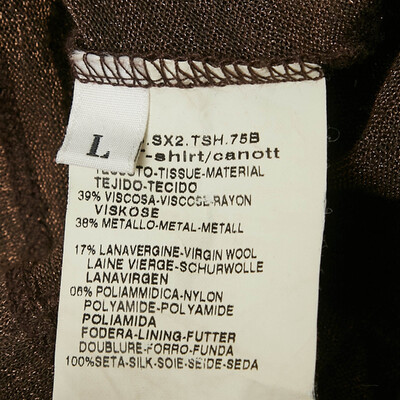 L
.SX2.TSH.75B
-shirt/canott
TESSUTO-TISSUE-MATERIAL
TEJIDO-TECIDO
39% VISCOSA-VISCOSE-RAYON
VISKOSE
38% METALLO-METAL-METALL
17% LANAVERGINE-VIRGIN WOOL
LAINE VIERGE-SCHURWOLLE
LANAVIRGEN
06% POLIAMMIDICA-NYLON
POLYAMIDE-POLYAMIDE
POLIAMIDA
FODERA-LINING-FUTTER
DOUBLURE-FORRO-FUNDA
100%SETA-SILK-SOIE-SEIDE-SEDA